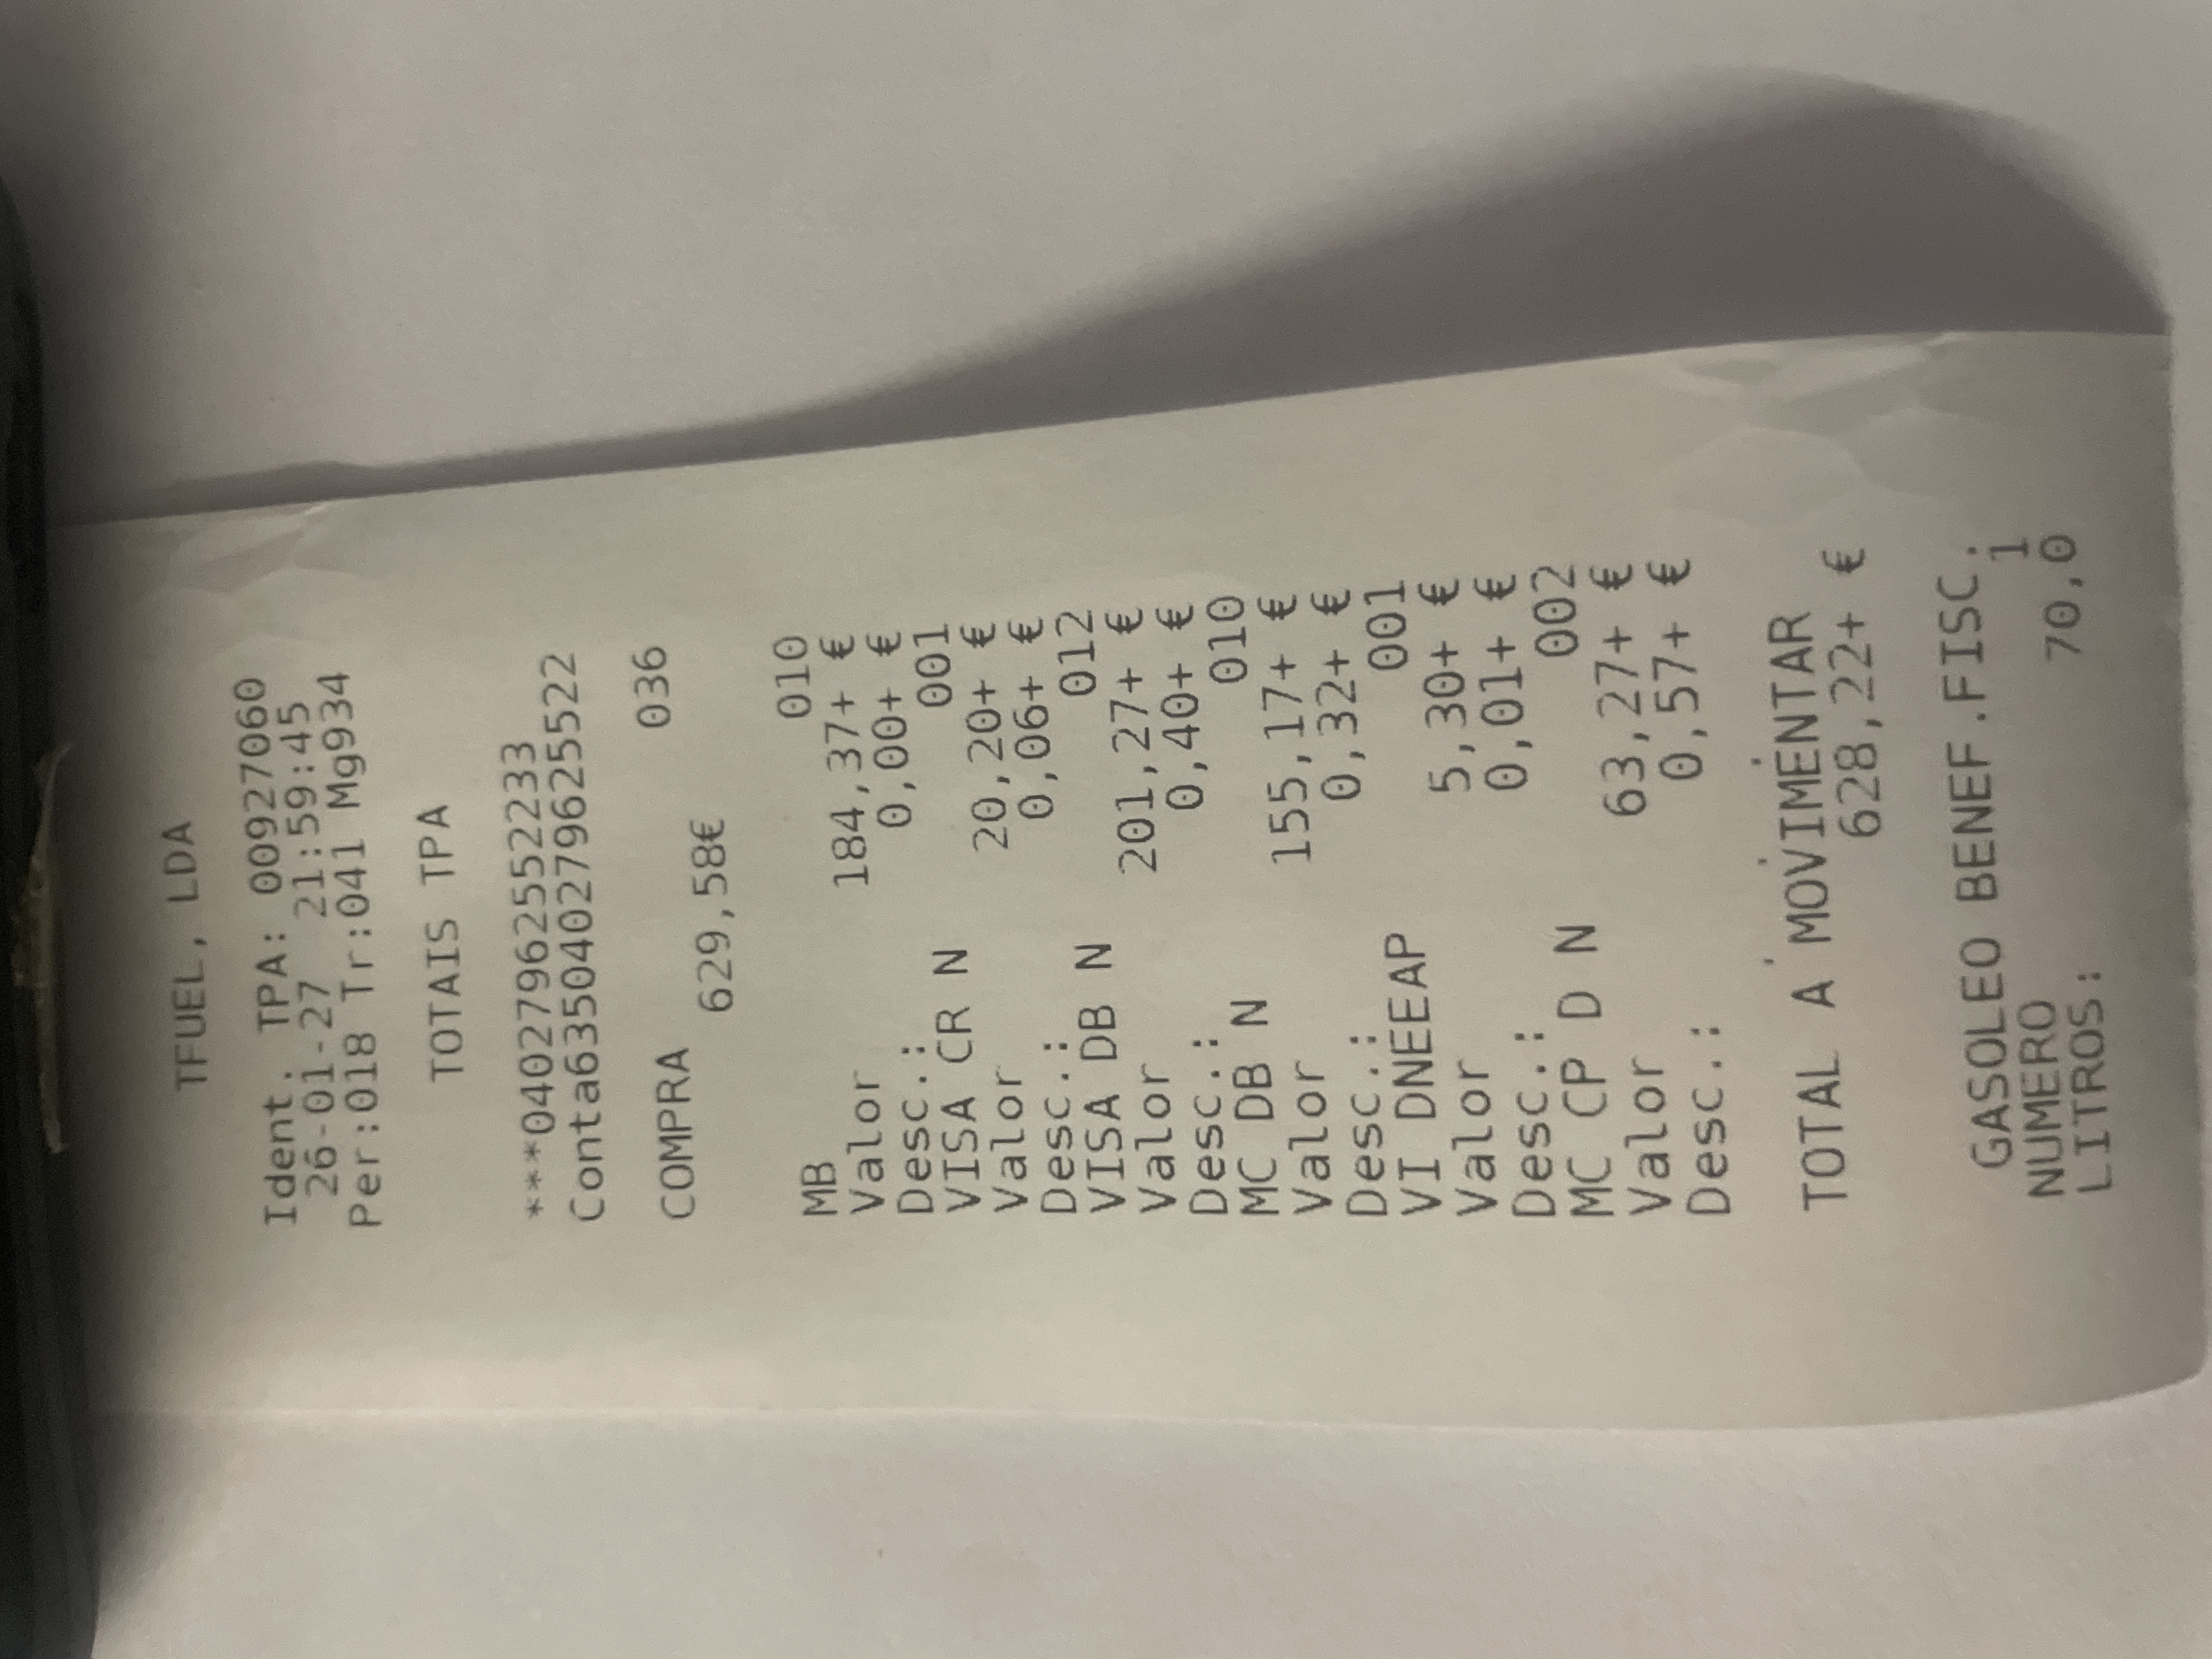 TFUEL, LDA
Ident. TPA: 00927060
26-01-27 21:59:45
Per:018 Tr:041 Mg934
TOTAIS TPA
***040279625552233
Conta63504027962 5522
COMPRA 036
629,58€
MB 010
Valor 184,37+ €
Desc.: 0,00+ €
VISA CR N 001
Valor 20,20+ €
Desc.: 0,06+ €
VISA DB N 012
Valor 201,27+ €
Desc.: 0,40+ €
MC DB N 010
Valor 155,17+ €
Desc.: 0,32+ €
VI DNEEAP 001
Valor 5,30+ €
Desc.: 0,01+ €
MC CP D N 002
Valor 63,27+ €
Desc.: 0,57+ €
TOTAL A MOVIMENTAR
628,22+ €
GASOLEO BENEF.FISC.
NUMERO 1
LITROS: 70,0